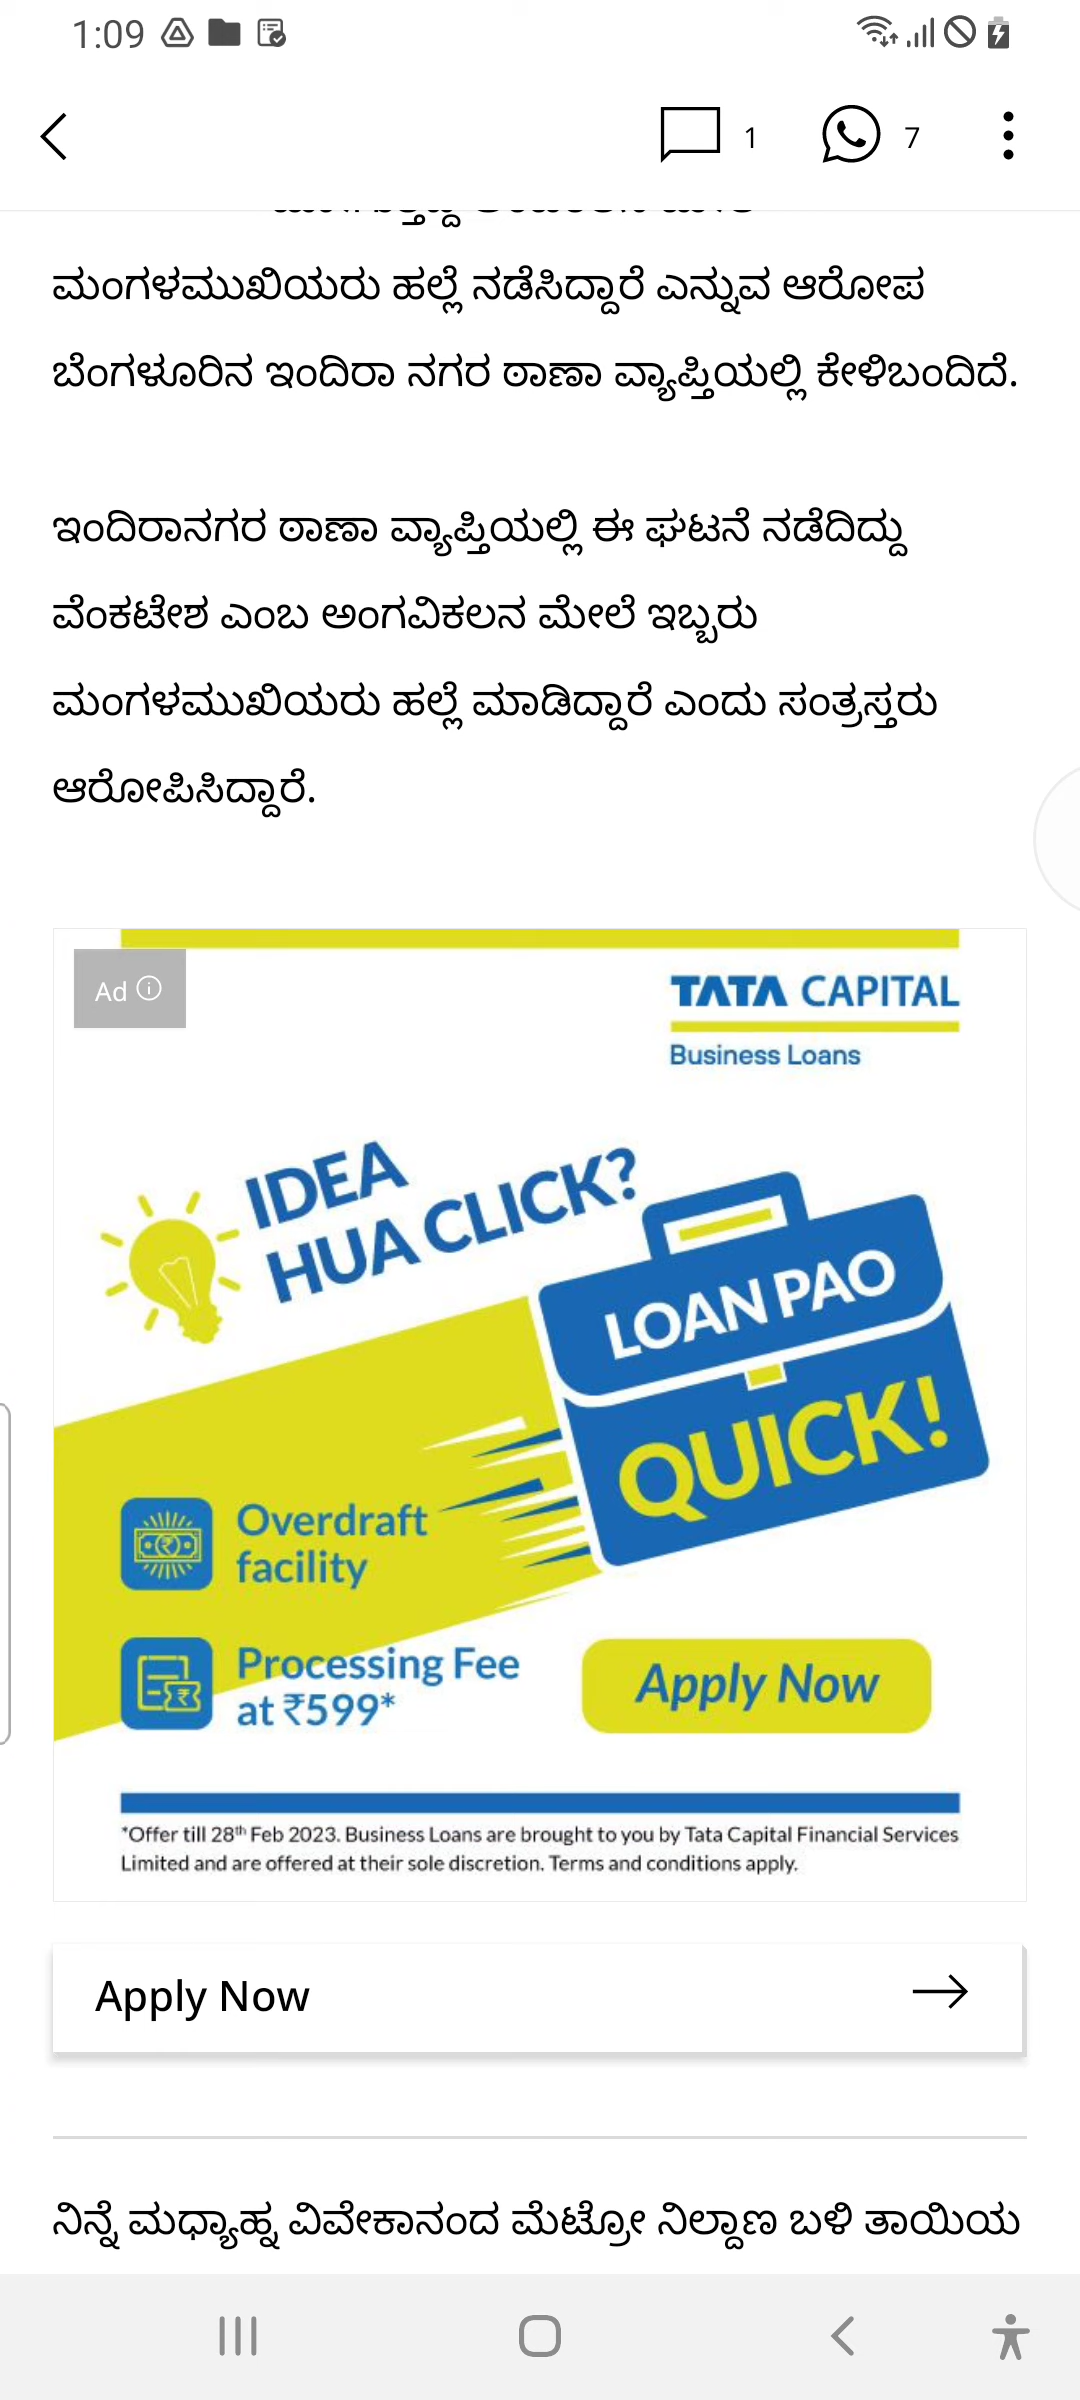 1:09
1
7
ಮಂಗಳಮುಖಿಯರು ಹಲ್ಲೆ ನಡೆಸಿದ್ದಾರೆ ಎನ್ನುವ ಆರೋಪ
ಬೆಂಗಳೂರಿನ ಇಂದಿರಾ ನಗರ ಠಾಣಾ ವ್ಯಾಪ್ತಿಯಲ್ಲಿ ಕೇಳಿಬಂದಿದೆ.
ಇಂದಿರಾನಗರ ಠಾಣಾ ವ್ಯಾಪ್ತಿಯಲ್ಲಿ ಈ ಘಟನೆ ನಡೆದಿದ್ದು
ವೆಂಕಟೇಶ ಎಂಬ ಅಂಗವಿಕಲನ ಮೇಲೆ ಇಬ್ಬರು
ಮಂಗಳಮುಖಿಯರು ಹಲ್ಲೆ ಮಾಡಿದ್ದಾರೆ ಎಂದು ಸಂತ್ರಸ್ತರು
ಆರೋಪಿಸಿದ್ದಾರೆ.
Ad
TATA CAPITAL
Business Loans
IDEA
HUA CLICK?
LOAN PAO
QUICK!
Overdraft
facility
Processing Fee
at ₹599*
Apply Now
*Offer till 28th Feb 2023. Business Loans are brought to you by Tata Capital Financial Services
Limited and are offered at their sole discretion. Terms and conditions apply.
Apply Now
ನಿನ್ನೆ ಮಧ್ಯಾಹ್ನ ವಿವೇಕಾನಂದ ಮೆಟ್ರೋ ನಿಲ್ದಾಣ ಬಳಿ ತಾಯಿಯ